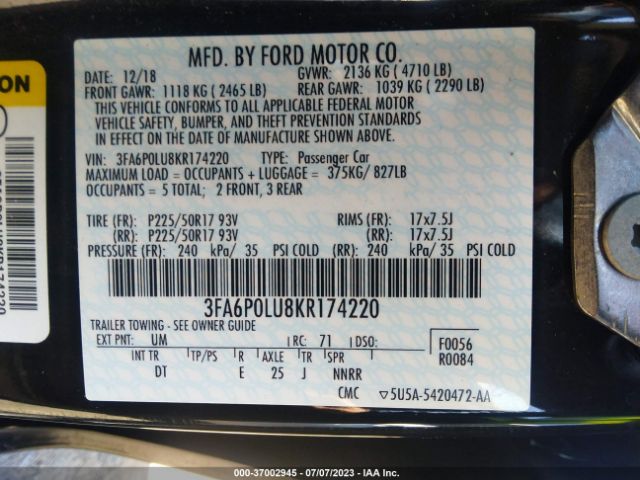 MFD. BY FORD MOTOR CO.
DATE: 12/18 GVWR: 2136 KG ( 4710 LB)
FRONT GAWR: 1118 KG ( 2465 LB) REAR GAWR: 1039 KG ( 2290 LB)
THIS VEHICLE CONFORMS TO ALL APPLICABLE FEDERAL MOTOR
VEHICLE SAFETY, BUMPER, AND THEFT PREVENTION STANDARDS
IN EFFECT ON THE DATE OF MANUFACTURE SHOWN ABOVE.
VIN: 3FA6P0LU8KR174220 TYPE: Passenger Car
MAXIMUM LOAD = OCCUPANTS + LUGGAGE = 375KG/ 827LB
OCCUPANTS = 5 TOTAL; 2 FRONT, 3 REAR
TIRE (FR): P225/50R17 93V RIMS (FR): 17x7.5J
(RR): P225/50R17 93V (RR): 17x7.5J
PRESSURE (FR): 240 kPa/ 35 PSI COLD (RR): 240 kPa/ 35 PSI COLD
3FA6P0LU8KR174220
TRAILER TOWING - SEE OWNER GUIDE
EXT PNT: UM RC: 71 DSO: F0056
R0084
INT TR TP/PS R AXLE TR SPR
DT E 25 J NNRR
CMC ▽5U5A-5420472-AA
ON
000-37002945 - 07/07/2023 - IAA Inc.